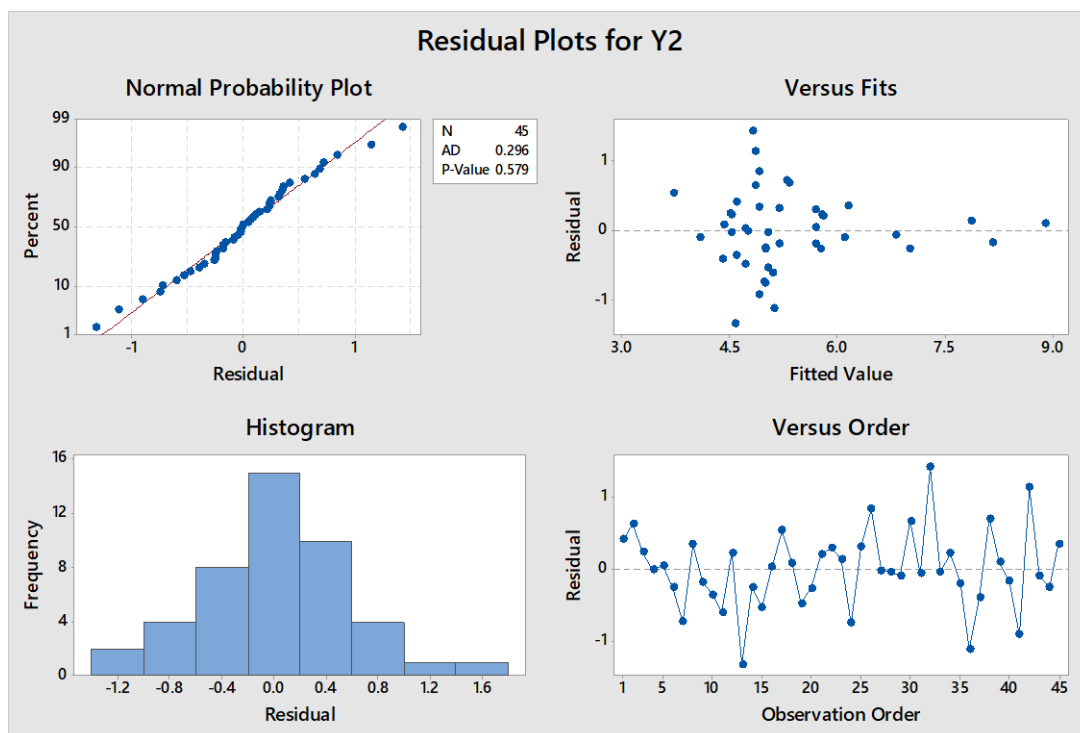 Residual Plots for Y2
Normal Probability Plot
99
90
50
10
1
Percent
-1 0 1
Residual
N 45
AD 0.296
P-Value 0.579
Versus Fits
1
0
-1
Residual
3.0 4.5 6.0 7.5 9.0
Fitted Value
Histogram
16
12
8
4
0
Frequency
-1.2 -0.8 -0.4 0.0 0.4 0.8 1.2 1.6
Residual
Versus Order
1
0
-1
Residual
1 5 10 15 20 25 30 35 40 45
Observation Order